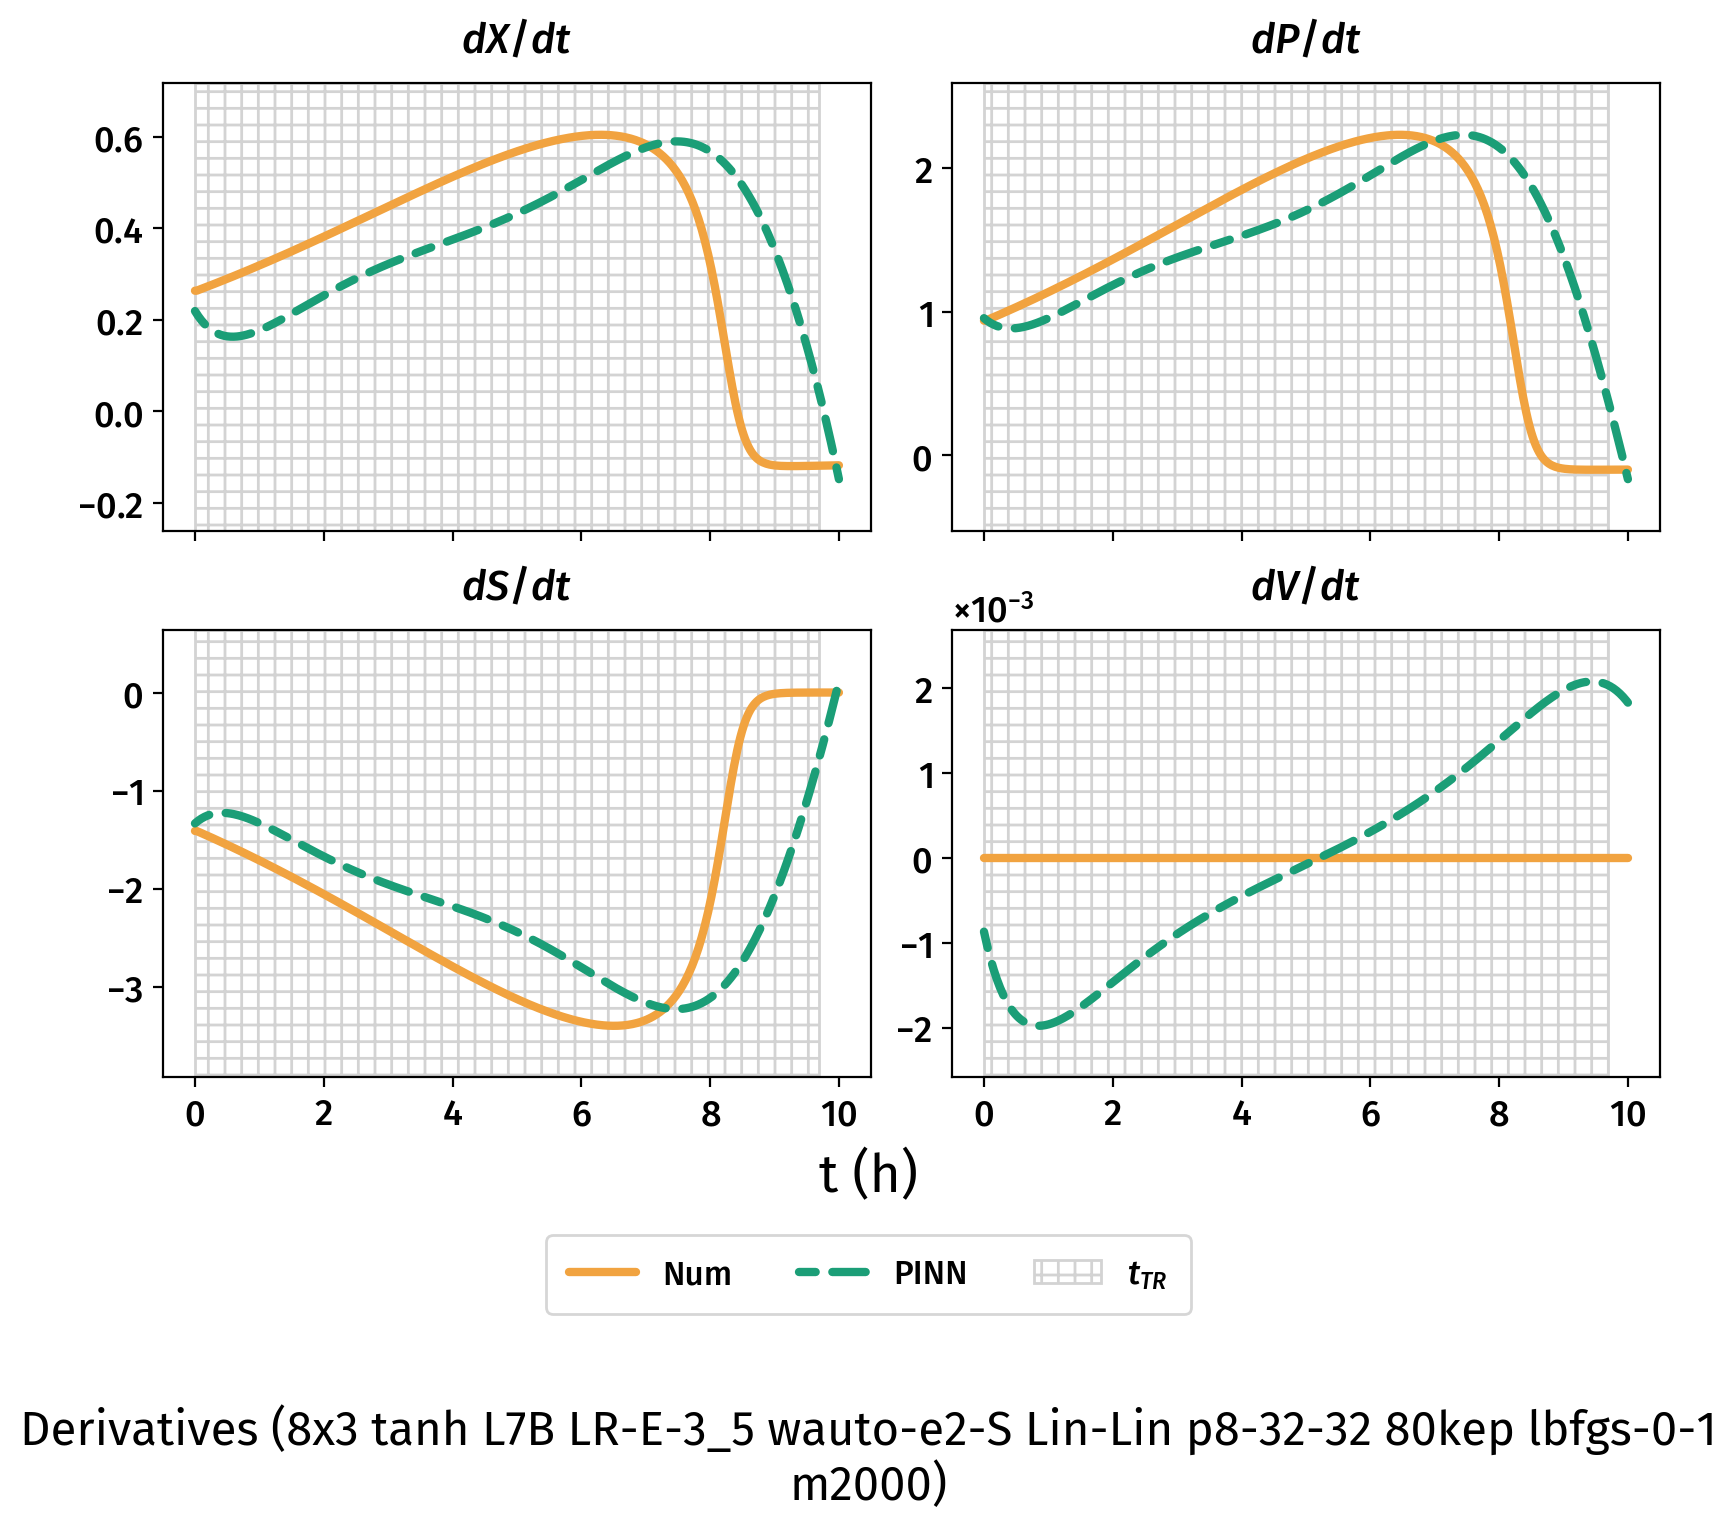 dX/dt
dP/dt
0.6
0.4
0.2
0.0
−0.2
2
1
0
dS/dt
dV/dt
×10⁻³
0
−1
−2
−3
2
1
0
−1
−2
0 2 4 6 8 10
0 2 4 6 8 10
t (h)
Num PINN t_TR
Derivatives (8x3 tanh L7B LR-E-3_5 wauto-e2-S Lin-Lin p8-32-32 80kep lbfgs-0-1
m2000)